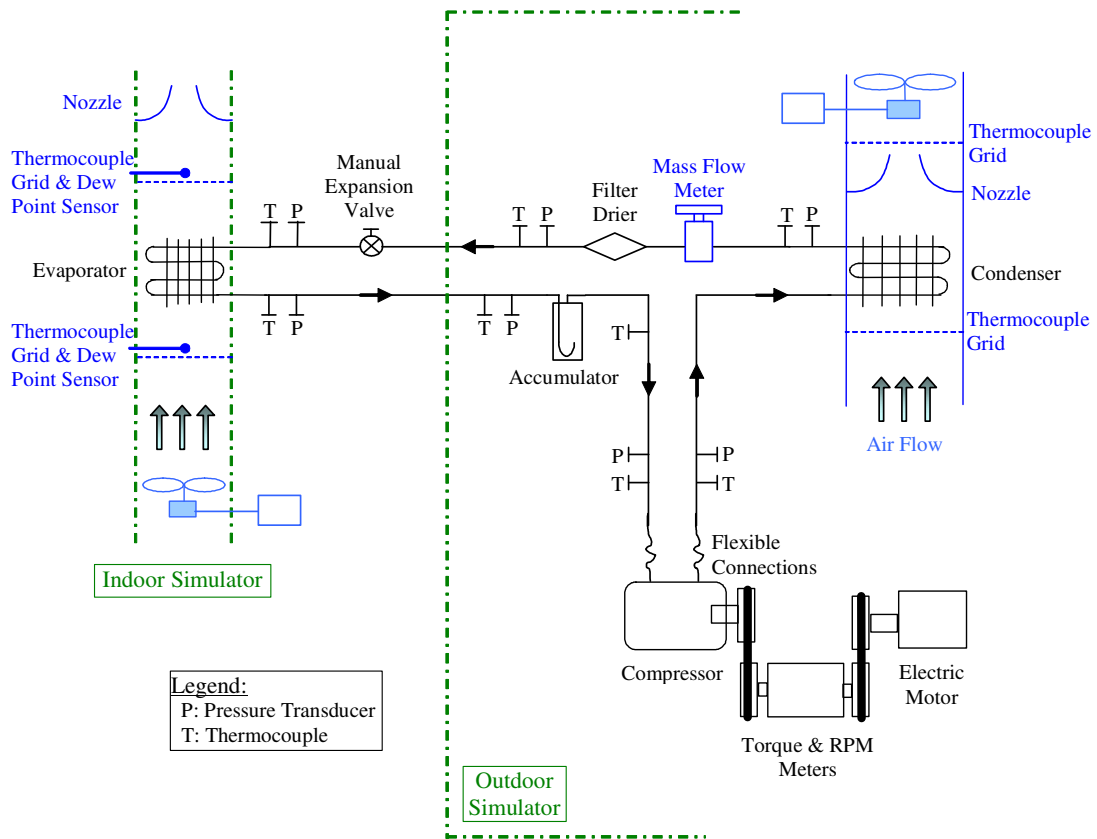 Nozzle
Thermocouple
Grid & Dew
Point Sensor
Manual
Expansion
Valve
Filter
Drier
Mass Flow
Meter
Thermocouple
Grid
Nozzle
T
P
T
P
T
P
Evaporator
Condenser
T
P
T
P
T
Thermocouple
Grid & Dew
Point Sensor
Accumulator
Thermocouple
Grid
Air Flow
P
T
P
T
Flexible
Connections
Indoor Simulator
Compressor
Electric
Motor
Torque & RPM
Meters
Legend:
P: Pressure Transducer
T: Thermocouple
Outdoor
Simulator